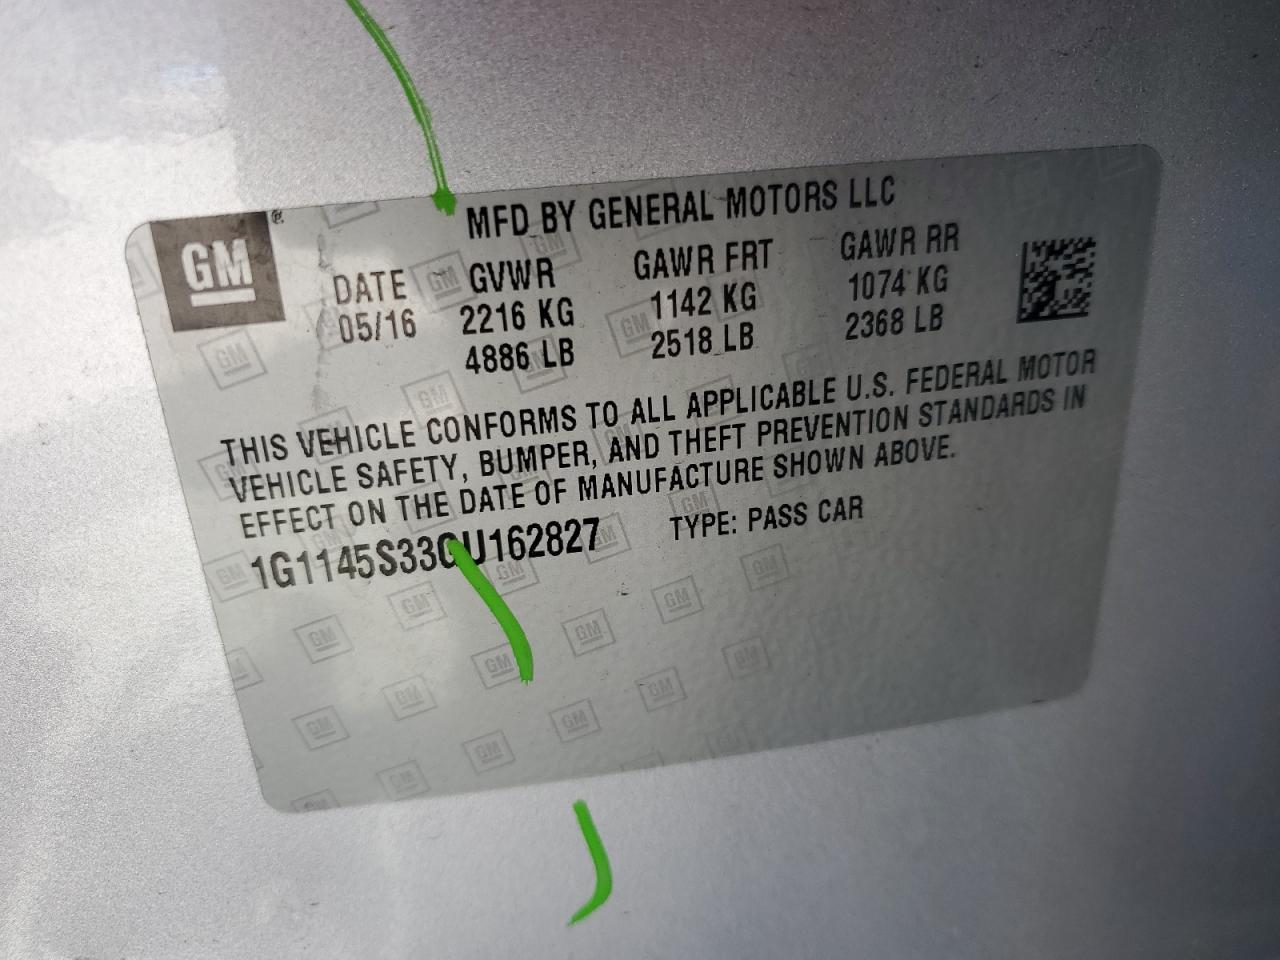 GM ®
MFD BY GENERAL MOTORS LLC
DATE GVWR GAWR FRT GAWR RR
05/16 2216 KG 1142 KG 1074 KG
4886 LB 2518 LB 2368 LB
THIS VEHICLE CONFORMS TO ALL APPLICABLE U.S. FEDERAL MOTOR
VEHICLE SAFETY, BUMPER, AND THEFT PREVENTION STANDARDS IN
EFFECT ON THE DATE OF MANUFACTURE SHOWN ABOVE.
1G1145S33GU162827 TYPE: PASS CAR